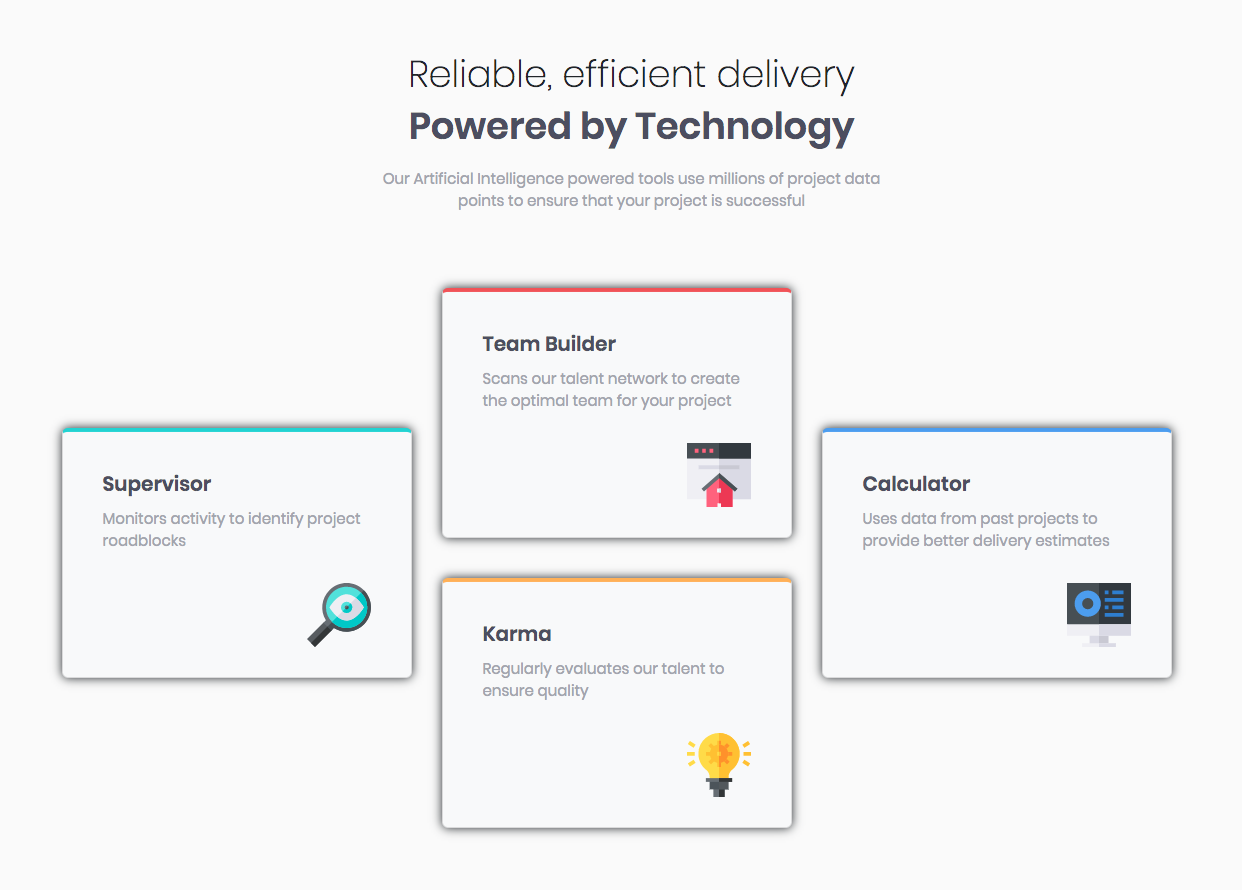 Reliable, efficient delivery
Powered by Technology
Our Artificial Intelligence powered tools use millions of project data
points to ensure that your project is successful
Supervisor
Monitors activity to identify project
roadblocks
Team Builder
Scans our talent network to create
the optimal team for your project
Karma
Regularly evaluates our talent to
ensure quality
Calculator
Uses data from past projects to
provide better delivery estimates